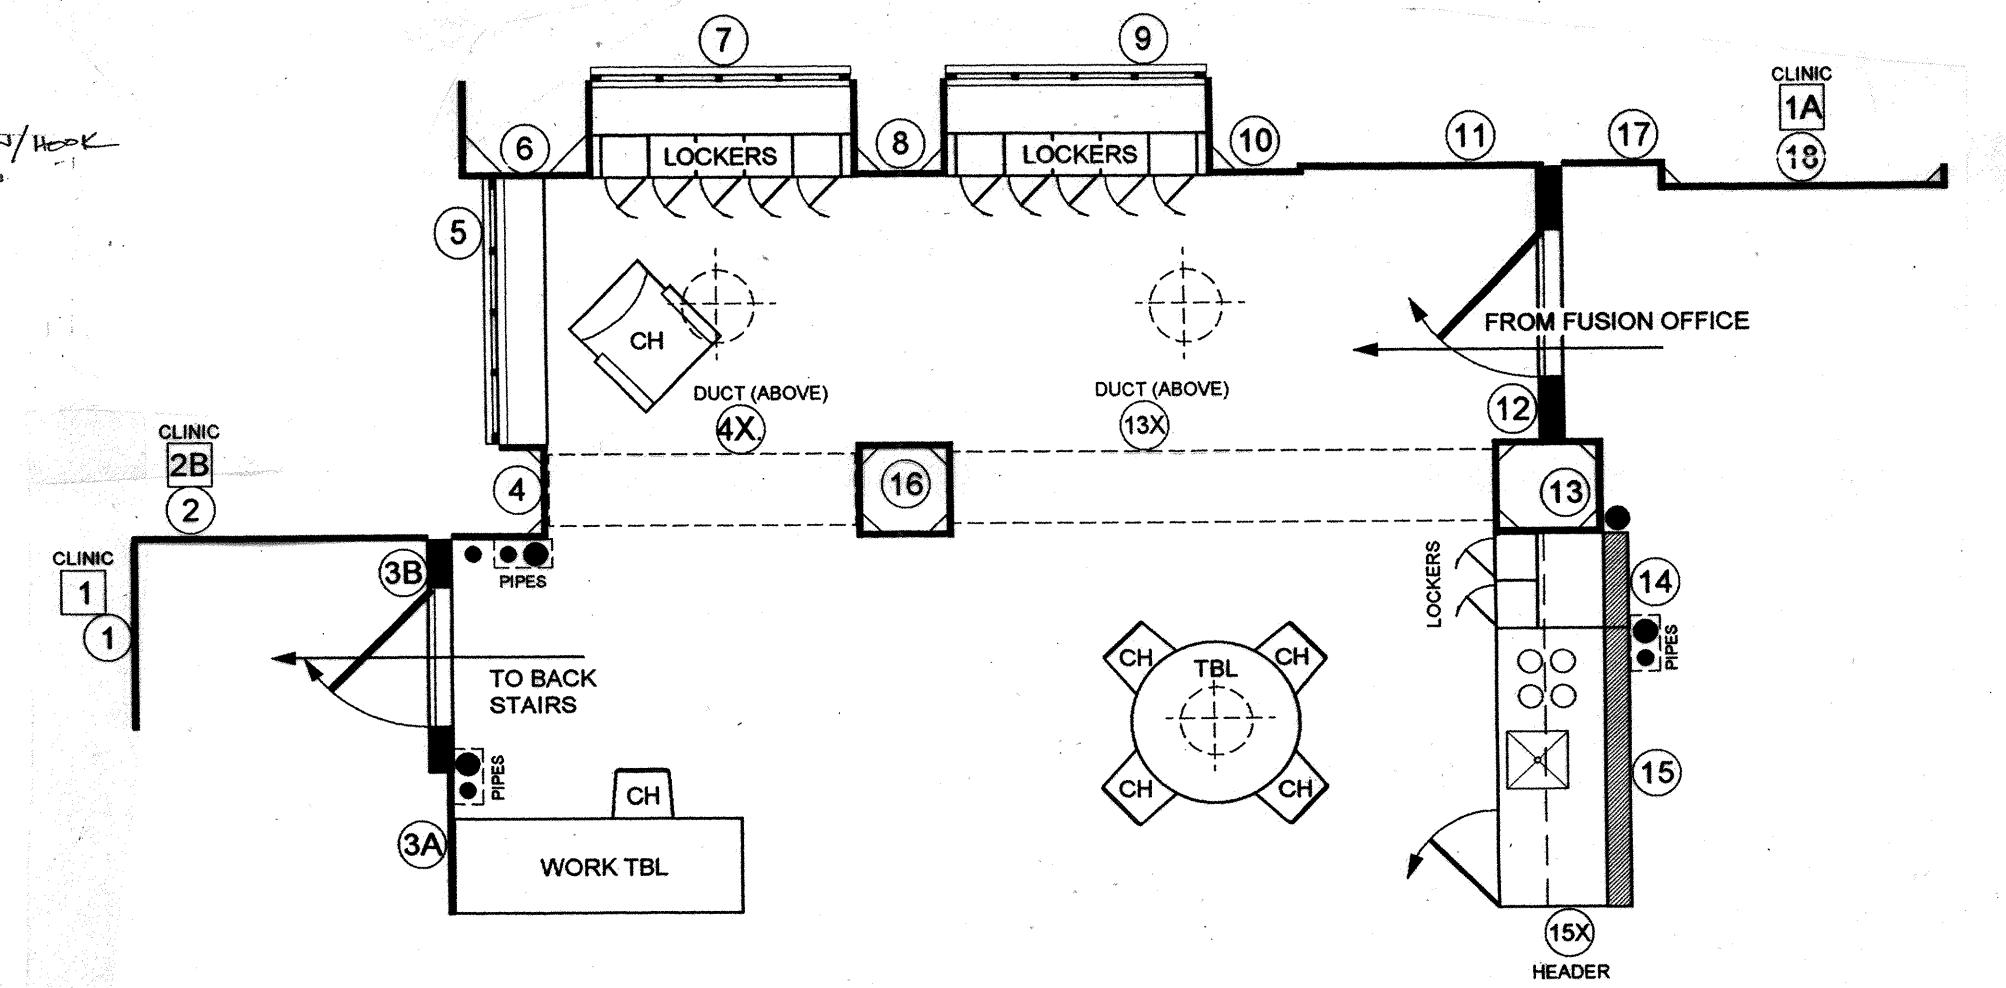 7
9
CLINIC
1A
18
/HOOK
6
LOCKERS
8
LOCKERS
10
11
17
5
CH
FROM FUSION OFFICE
DUCT (ABOVE)
4X.
DUCT (ABOVE)
13X
12
CLINIC
2B
2
4
16
13
CLINIC
1
1
3B
PIPES
LOCKERS
14
PIPES
TO BACK
STAIRS
CH
TBL
CH
CH
CH
15
PIPES
CH
3A
WORK TBL
15X
HEADER